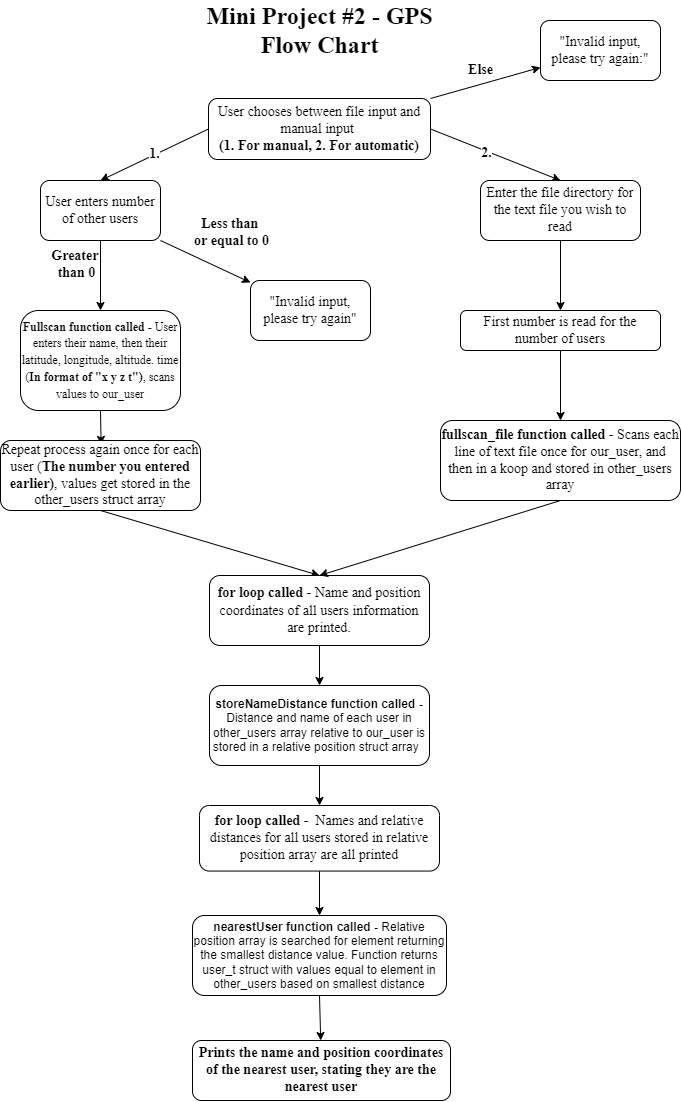 Mini Project #2 - GPS
Flow Chart
"Invalid input,
please try again:"
Else
User chooses between file input and
manual input
(1. For manual, 2. For automatic)
1.
2.
User enters number
of other users
Enter the file directory for
the text file you wish to
read
Less than
or equal to 0
Greater
than 0
"Invalid input,
please try again"
First number is read for the
number of users
Fullscan function called - User
enters their name, then their
latitude, longitude, altitude. time
(In format of "x y z t"), scans
values to our_user
fullscan_file function called - Scans each
line of text file once for our_user, and
then in a koop and stored in other_users
array
Repeat process again once for each
user (The number you entered
earlier), values get stored in the
other_users struct array
for loop called - Name and position
coordinates of all users information
are printed.
storeNameDistance function called -
Distance and name of each user in
other_users array relative to our_user is
stored in a relative position struct array
for loop called -  Names and relative
distances for all users stored in relative
position array are all printed
nearestUser function called - Relative
position array is searched for element returning
the smallest distance value. Function returns
user_t struct with values equal to element in
other_users based on smallest distance
Prints the name and position coordinates
of the nearest user, stating they are the
nearest user